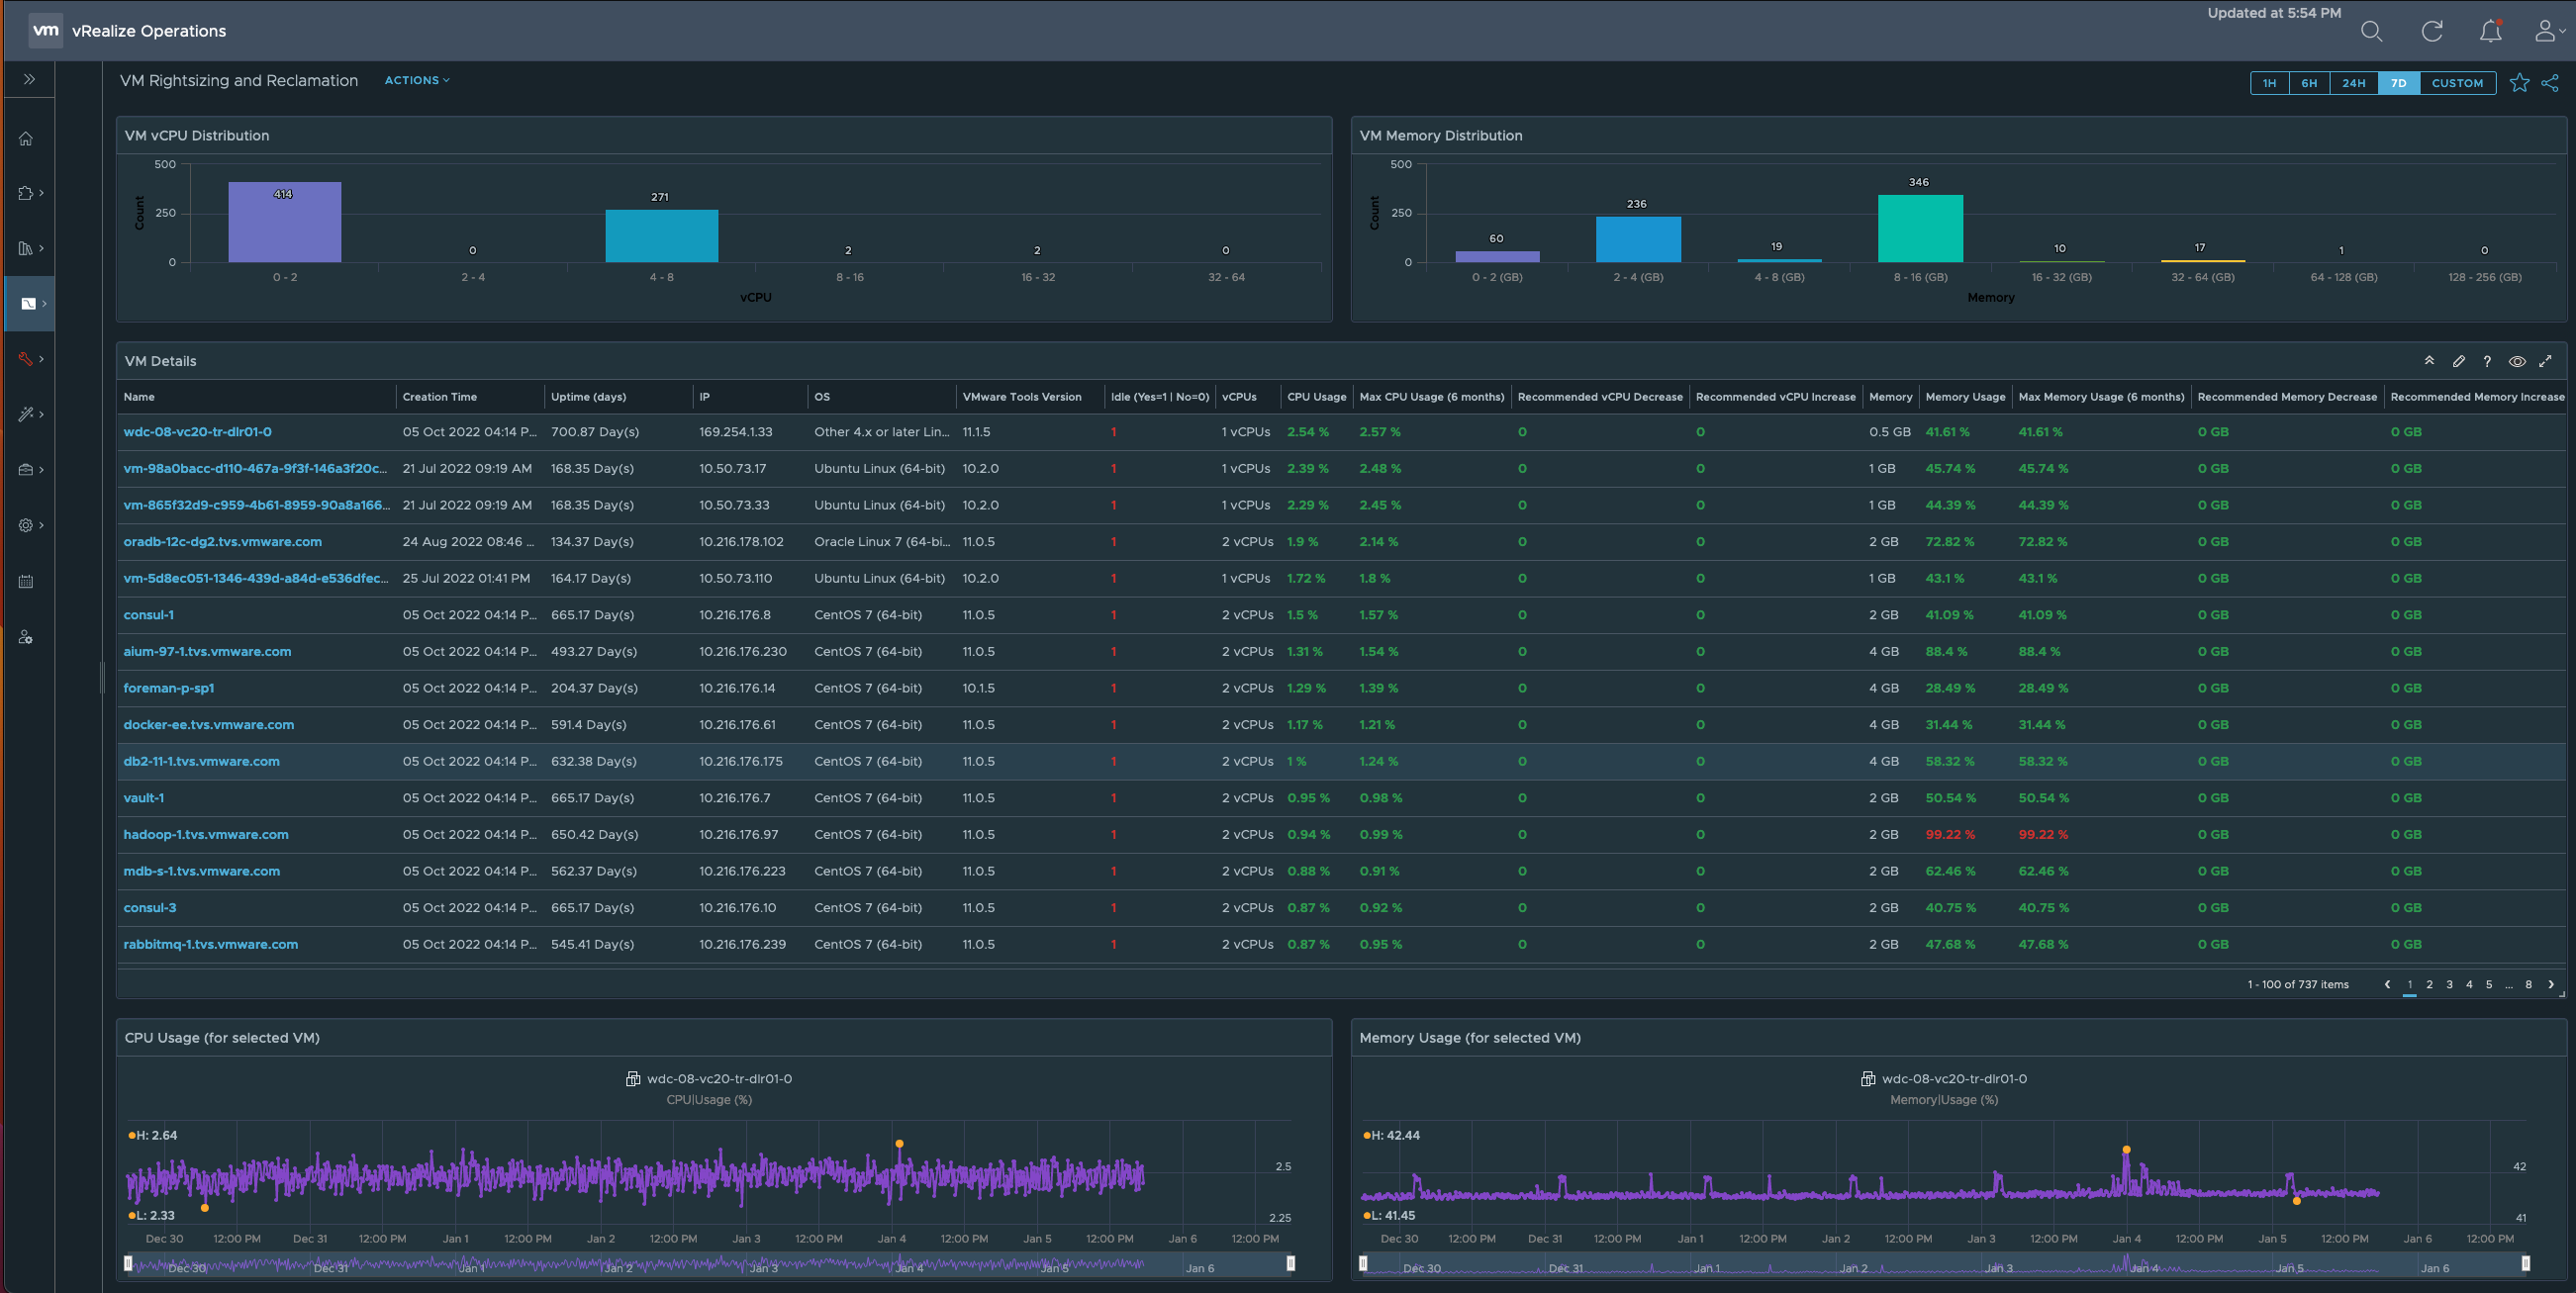 vm vRealize Operations
Updated at 5:54 PM
VM Rightsizing and Reclamation ACTIONS
1H 6H 24H 7D CUSTOM
VM vCPU Distribution
500
250
0
Count
414 0 271 2 2 0
0 - 2 2 - 4 4 - 8 8 - 16 16 - 32 32 - 64
vCPU
VM Memory Distribution
500
250
0
Count
60 236 19 346 10 17 1 0
0 - 2 (GB) 2 - 4 (GB) 4 - 8 (GB) 8 - 16 (GB) 16 - 32 (GB) 32 - 64 (GB) 64 - 128 (GB) 128 - 256 (GB)
Memory
VM Details
?
Name Creation Time Uptime (days) IP OS VMware Tools Version Idle (Yes=1 | No=0) vCPUs CPU Usage Max CPU Usage (6 months) Recommended vCPU Decrease Recommended vCPU Increase Memory Memory Usage Max Memory Usage (6 months) Recommended Memory Decrease Recommended Memory Increase
wdc-08-vc20-tr-dlr01-0 05 Oct 2022 04:14 P... 700.87 Day(s) 169.254.1.33 Other 4.x or later Lin... 11.1.5 1 1 vCPUs 2.54 % 2.57 % 0 0 0.5 GB 41.61 % 41.61 % 0 GB 0 GB
vm-98a0bacc-d110-467a-9f3f-146a3f20c... 21 Jul 2022 09:19 AM 168.35 Day(s) 10.50.73.17 Ubuntu Linux (64-bit) 10.2.0 1 1 vCPUs 2.39 % 2.48 % 0 0 1 GB 45.74 % 45.74 % 0 GB 0 GB
vm-865f32d9-c959-4b61-8959-90a8a166... 21 Jul 2022 09:19 AM 168.35 Day(s) 10.50.73.33 Ubuntu Linux (64-bit) 10.2.0 1 1 vCPUs 2.29 % 2.45 % 0 0 1 GB 44.39 % 44.39 % 0 GB 0 GB
oradb-12c-dg2.tvs.vmware.com 24 Aug 2022 08:46 ... 134.37 Day(s) 10.216.178.102 Oracle Linux 7 (64-bi... 11.0.5 1 2 vCPUs 1.9 % 2.14 % 0 0 2 GB 72.82 % 72.82 % 0 GB 0 GB
vm-5d8ec051-1346-439d-a84d-e536dfec... 25 Jul 2022 01:41 PM 164.17 Day(s) 10.50.73.110 Ubuntu Linux (64-bit) 10.2.0 1 1 vCPUs 1.72 % 1.8 % 0 0 1 GB 43.1 % 43.1 % 0 GB 0 GB
consul-1 05 Oct 2022 04:14 P... 665.17 Day(s) 10.216.176.8 CentOS 7 (64-bit) 11.0.5 1 2 vCPUs 1.5 % 1.57 % 0 0 2 GB 41.09 % 41.09 % 0 GB 0 GB
aium-97-1.tvs.vmware.com 05 Oct 2022 04:14 P... 493.27 Day(s) 10.216.176.230 CentOS 7 (64-bit) 11.0.5 1 2 vCPUs 1.31 % 1.54 % 0 0 4 GB 88.4 % 88.4 % 0 GB 0 GB
foreman-p-sp1 05 Oct 2022 04:14 P... 204.37 Day(s) 10.216.176.14 CentOS 7 (64-bit) 10.1.5 1 2 vCPUs 1.29 % 1.39 % 0 0 4 GB 28.49 % 28.49 % 0 GB 0 GB
docker-ee.tvs.vmware.com 05 Oct 2022 04:14 P... 591.4 Day(s) 10.216.176.61 CentOS 7 (64-bit) 11.0.5 1 2 vCPUs 1.17 % 1.21 % 0 0 4 GB 31.44 % 31.44 % 0 GB 0 GB
db2-11-1.tvs.vmware.com 05 Oct 2022 04:14 P... 632.38 Day(s) 10.216.176.175 CentOS 7 (64-bit) 11.0.5 1 2 vCPUs 1 % 1.24 % 0 0 4 GB 58.32 % 58.32 % 0 GB 0 GB
vault-1 05 Oct 2022 04:14 P... 665.17 Day(s) 10.216.176.7 CentOS 7 (64-bit) 11.0.5 1 2 vCPUs 0.95 % 0.98 % 0 0 2 GB 50.54 % 50.54 % 0 GB 0 GB
hadoop-1.tvs.vmware.com 05 Oct 2022 04:14 P... 650.42 Day(s) 10.216.176.97 CentOS 7 (64-bit) 11.0.5 1 2 vCPUs 0.94 % 0.99 % 0 0 2 GB 99.22 % 99.22 % 0 GB 0 GB
mdb-s-1.tvs.vmware.com 05 Oct 2022 04:14 P... 562.37 Day(s) 10.216.176.223 CentOS 7 (64-bit) 11.0.5 1 2 vCPUs 0.88 % 0.91 % 0 0 2 GB 62.46 % 62.46 % 0 GB 0 GB
consul-3 05 Oct 2022 04:14 P... 665.17 Day(s) 10.216.176.10 CentOS 7 (64-bit) 11.0.5 1 2 vCPUs 0.87 % 0.92 % 0 0 2 GB 40.75 % 40.75 % 0 GB 0 GB
rabbitmq-1.tvs.vmware.com 05 Oct 2022 04:14 P... 545.41 Day(s) 10.216.176.239 CentOS 7 (64-bit) 11.0.5 1 2 vCPUs 0.87 % 0.95 % 0 0 2 GB 47.68 % 47.68 % 0 GB 0 GB
1 - 100 of 737 items 1 2 3 4 5 ... 8
CPU Usage (for selected VM)
wdc-08-vc20-tr-dlr01-0
CPU|Usage (%)
H: 2.64
2.5
L: 2.33
2.25
Dec 30 12:00 PM Dec 31 12:00 PM Jan 1 12:00 PM Jan 2 12:00 PM Jan 3 12:00 PM Jan 4 12:00 PM Jan 5 12:00 PM Jan 6 12:00 PM
Dec 30 Dec 31 Jan 1 Jan 2 Jan 3 Jan 4 Jan 5 Jan 6
Memory Usage (for selected VM)
wdc-08-vc20-tr-dlr01-0
Memory|Usage (%)
H: 42.44
42
L: 41.45
41
Dec 30 12:00 PM Dec 31 12:00 PM Jan 1 12:00 PM Jan 2 12:00 PM Jan 3 12:00 PM Jan 4 12:00 PM Jan 5 12:00 PM Jan 6 12:00 PM
Dec 30 Dec 31 Jan 1 Jan 2 Jan 3 Jan 4 Jan 5 Jan 6